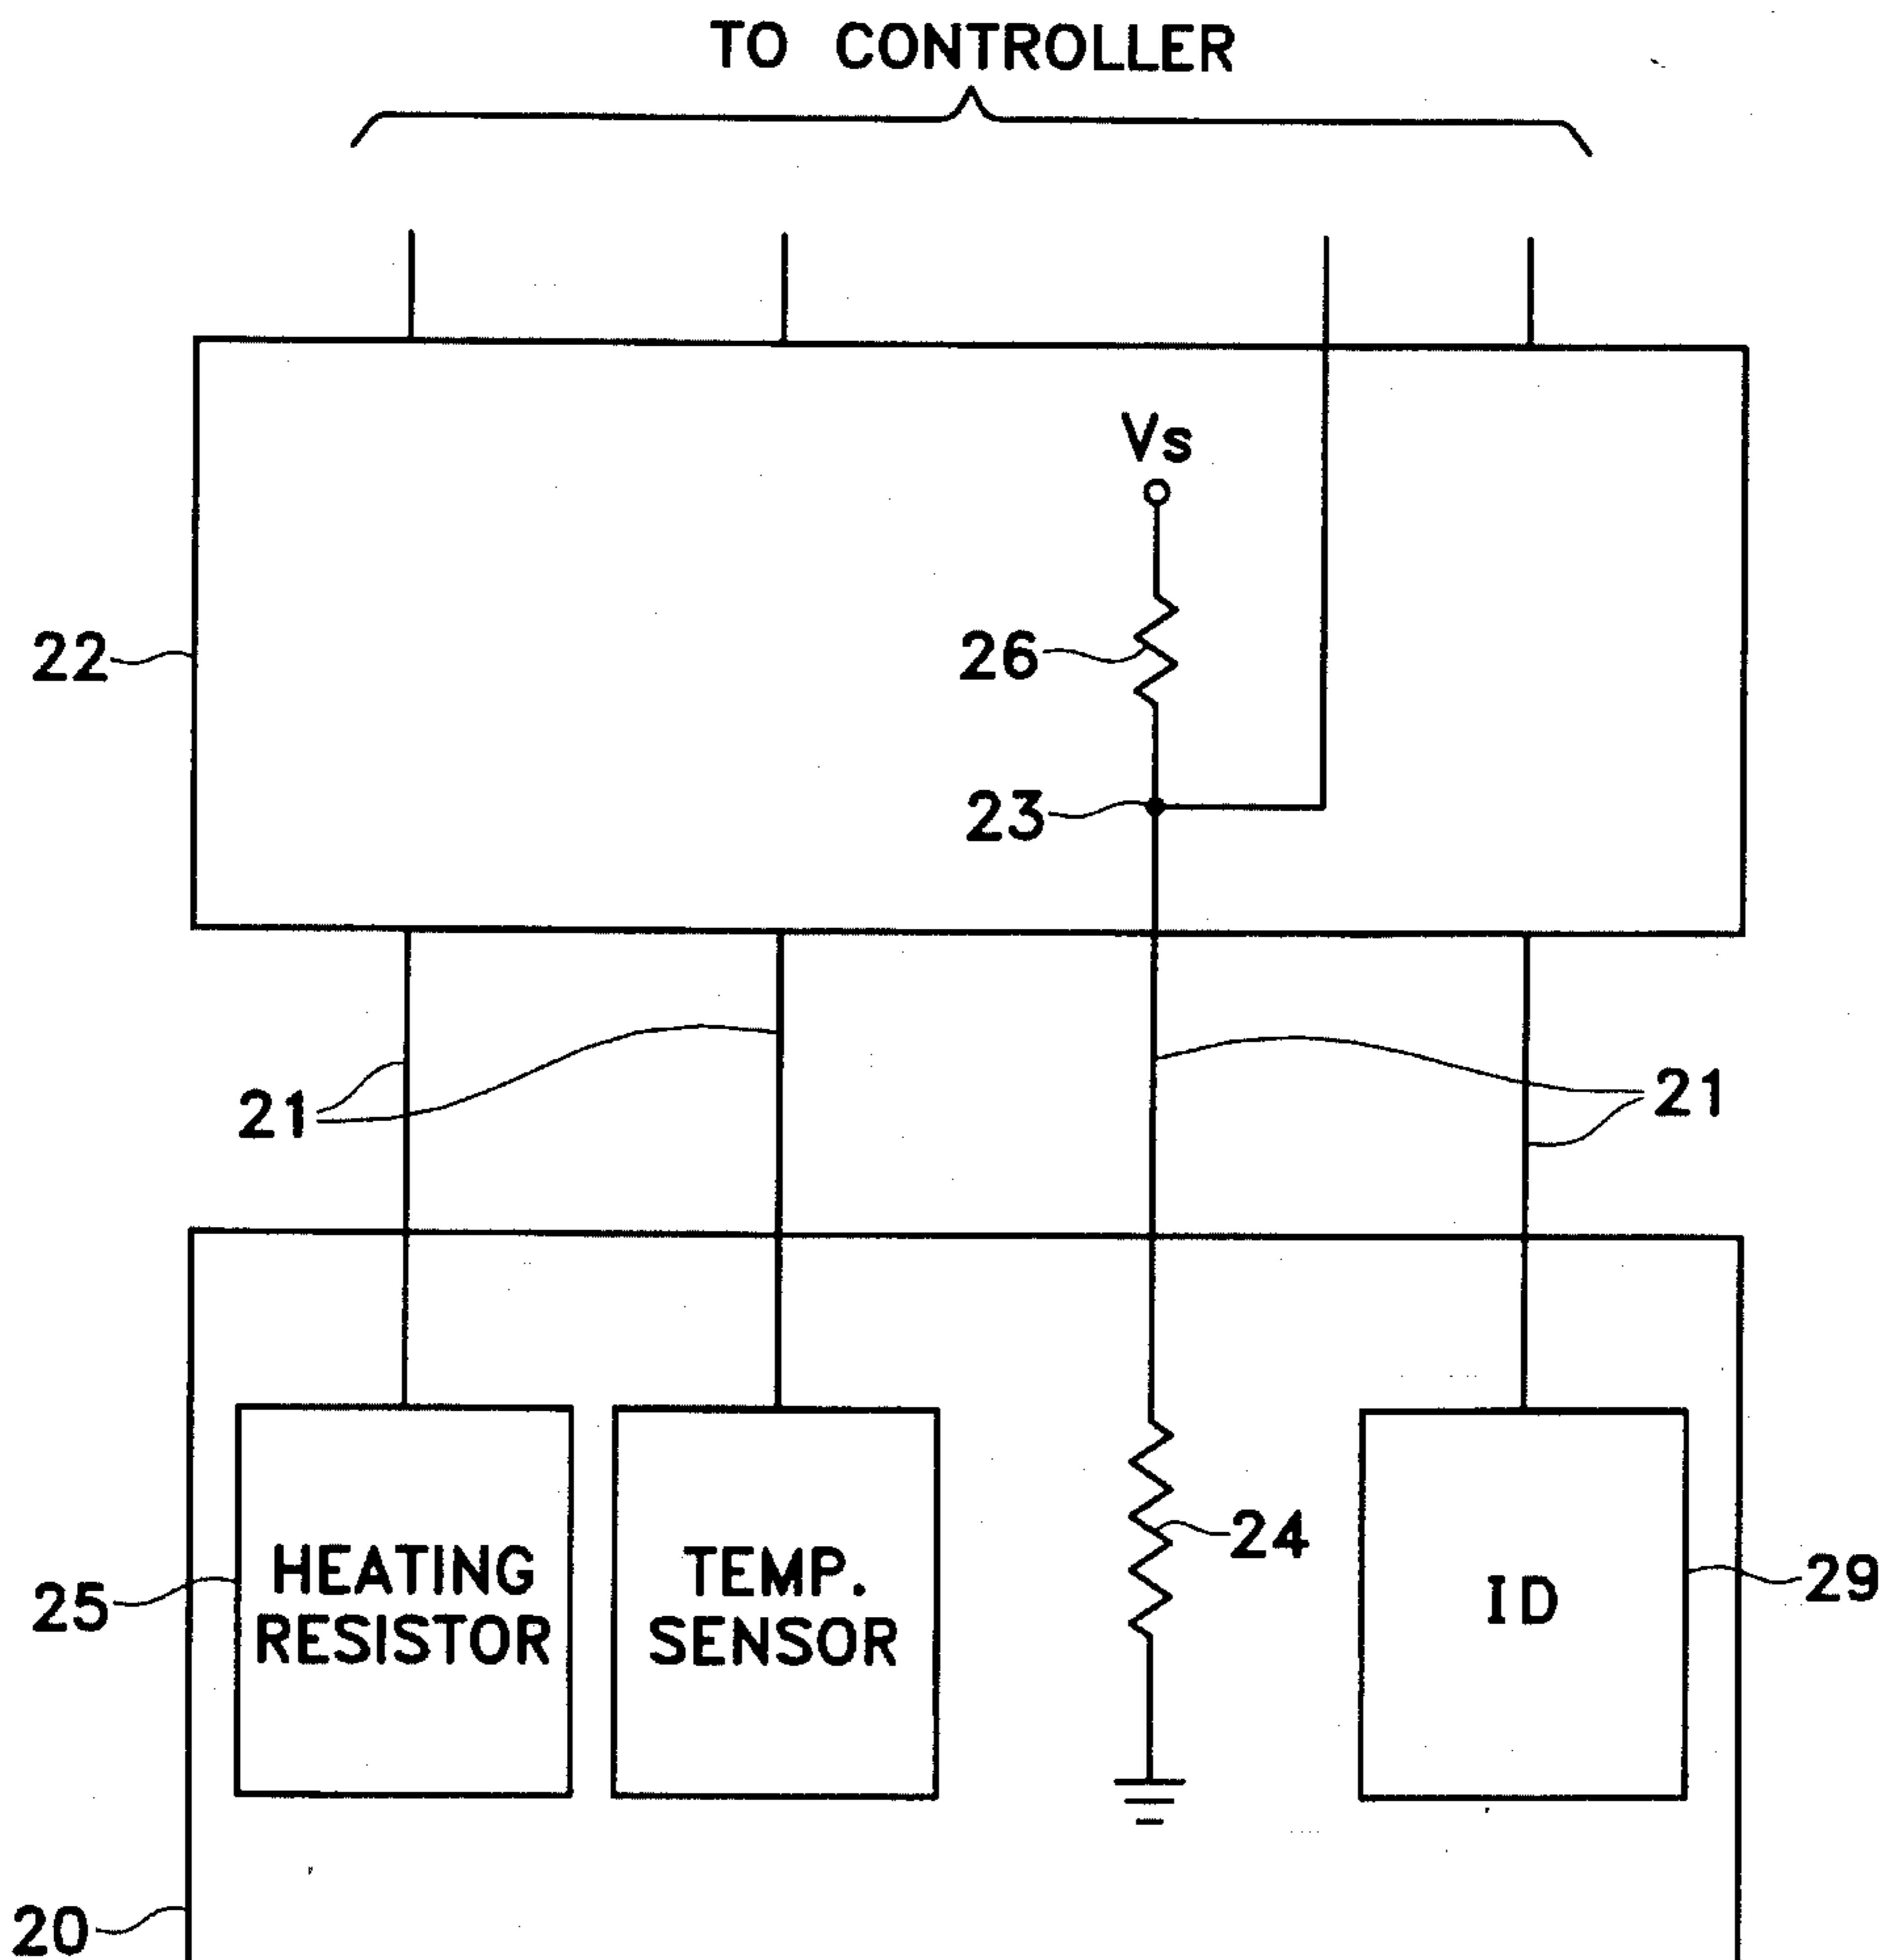 TO CONTROLLER
Vs
22
26
23
21
21
HEATING
RESISTOR
TEMP.
SENSOR
24
ID
25
29
20